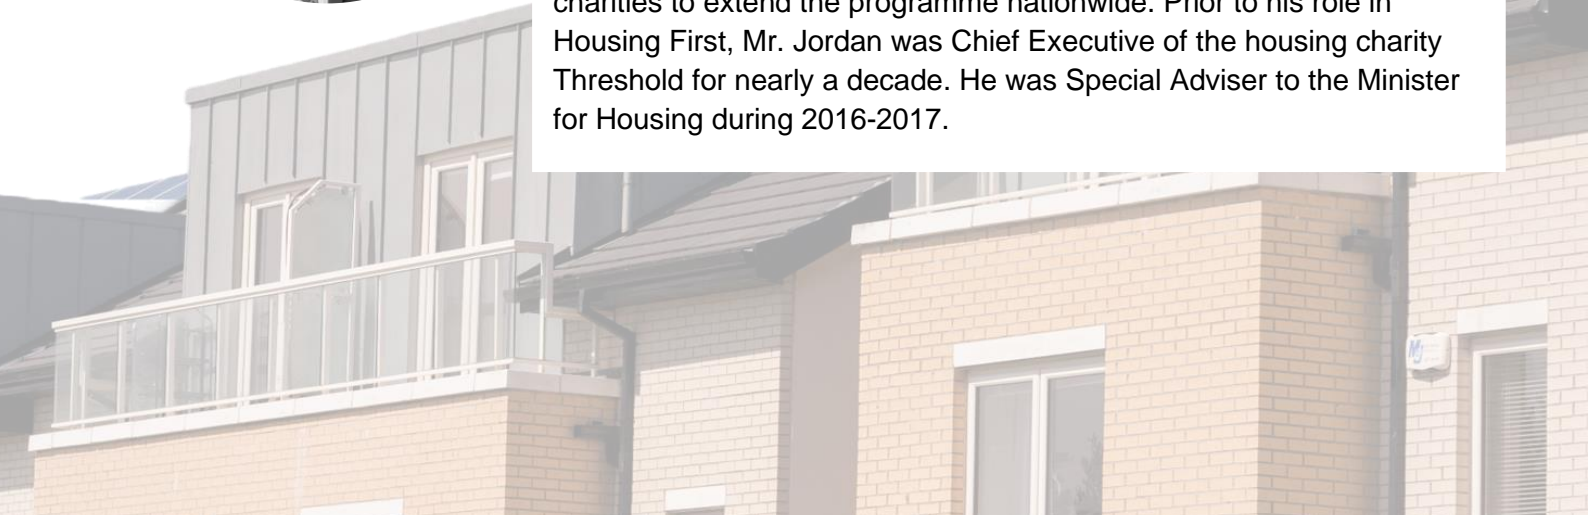 charities to extend the programme nationwide. Prior to his role in
Housing First, Mr. Jordan was Chief Executive of the housing charity
Threshold for nearly a decade. He was Special Adviser to the Minister
for Housing during 2016-2017.